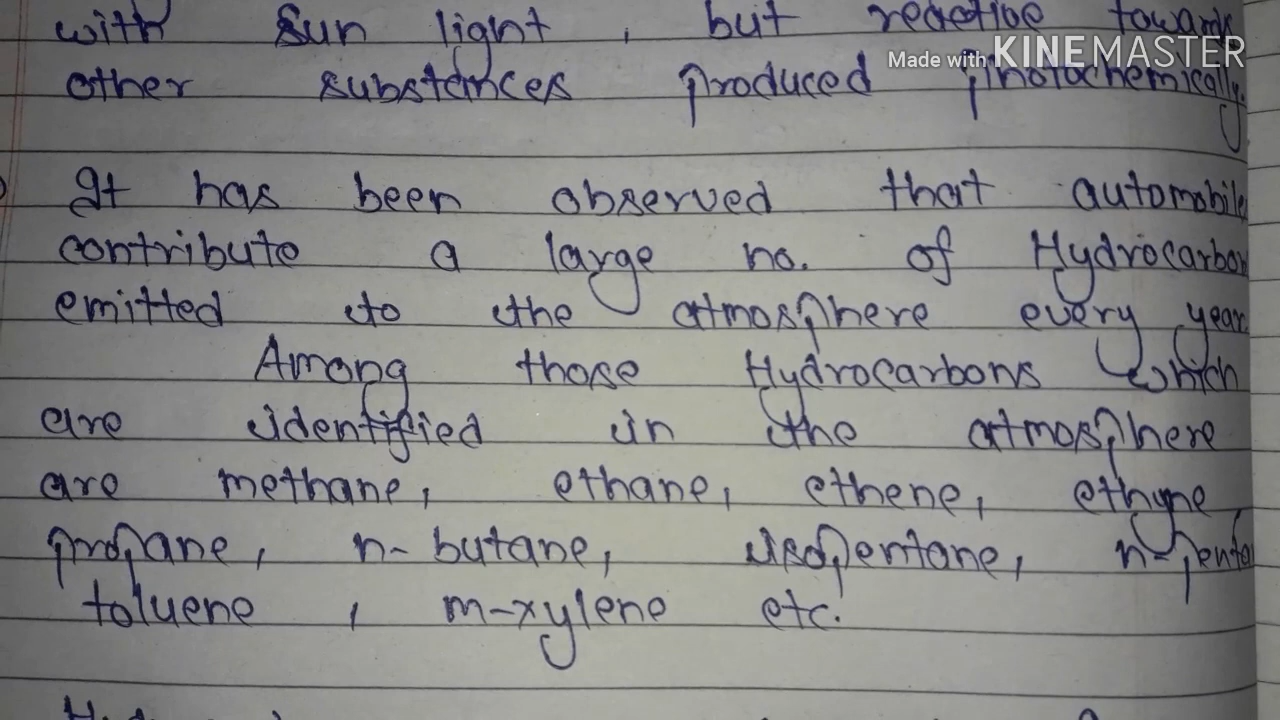 with sun light, but reactive towards
Made with KINEMASTER
other substances produced photochemically.
It has been observed that automobile
contribute a large no. of Hydrocarbon
emitted to the atmosphere every year.
Among those Hydrocarbons which
are identified in the atmosphere
are methane, ethane, ethene, ethyne,
propane, n-butane, isopentane, n-penta
toluene, m-xylene etc.